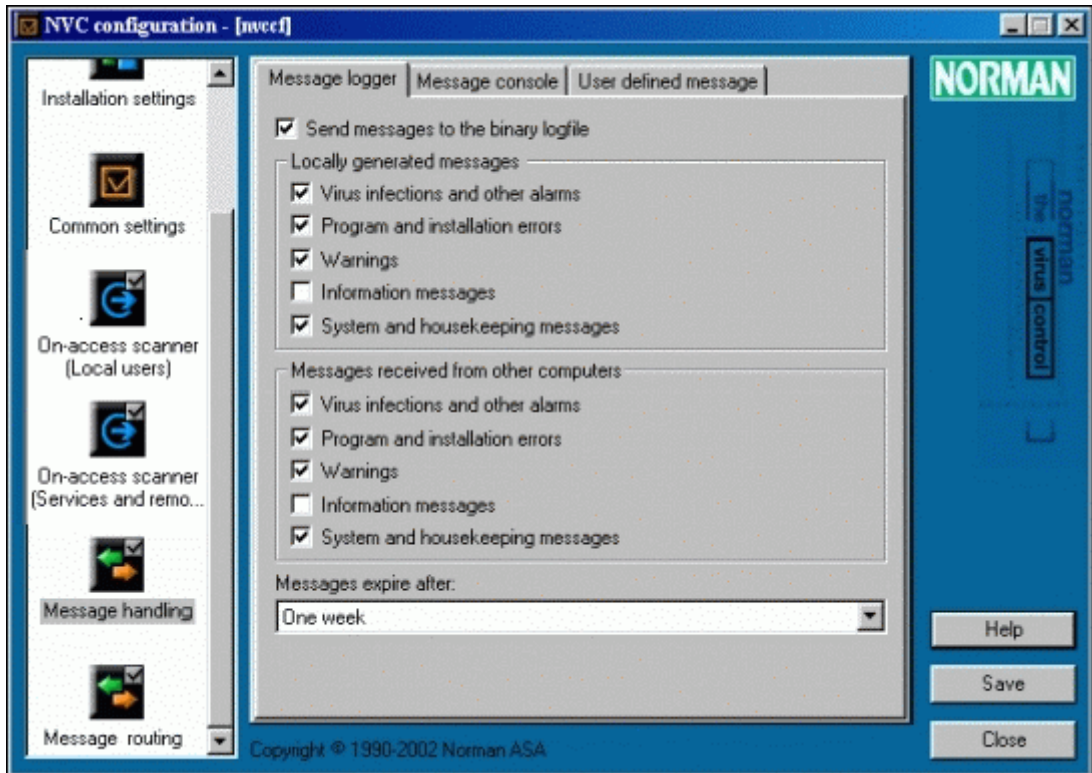 NVC configuration - [nvccf]
Installation settings
Common settings
On-access scanner
(Local users)
On-access scanner
(Services and remo...
Message handling
Message routing
Message logger
Message console
User defined message
Send messages to the binary logfile
Locally generated messages
Virus infections and other alarms
Program and installation errors
Warnings
Information messages
System and housekeeping messages
Messages received from other computers
Virus infections and other alarms
Program and installation errors
Warnings
Information messages
System and housekeeping messages
Messages expire after:
One week
Copyright © 1990-2002 Norman ASA
NORMAN
norman
the virus control
Help
Save
Close